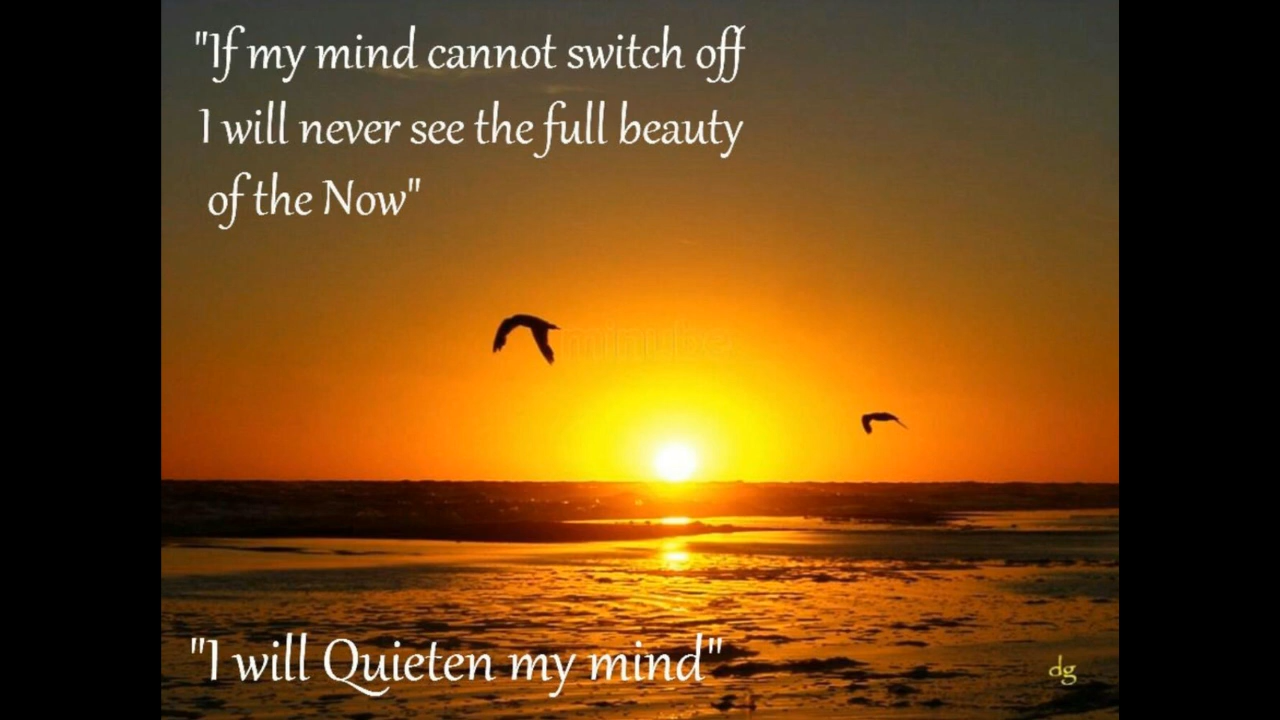 "If my mind cannot switch off
I will never see the full beauty
of the Now"
"I will Quieten my mind"
dg